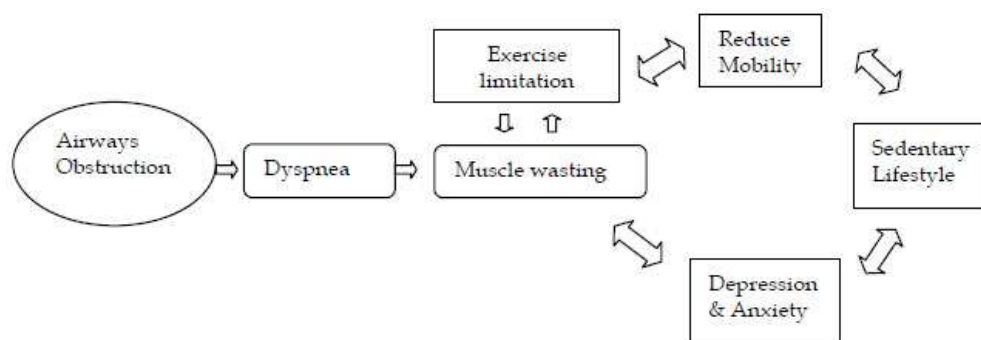 Exercise
limitation
Reduce
Mobility
Airways
Obstruction
Dyspnea
Muscle wasting
Sedentary
Lifestyle
Depression
& Anxiety